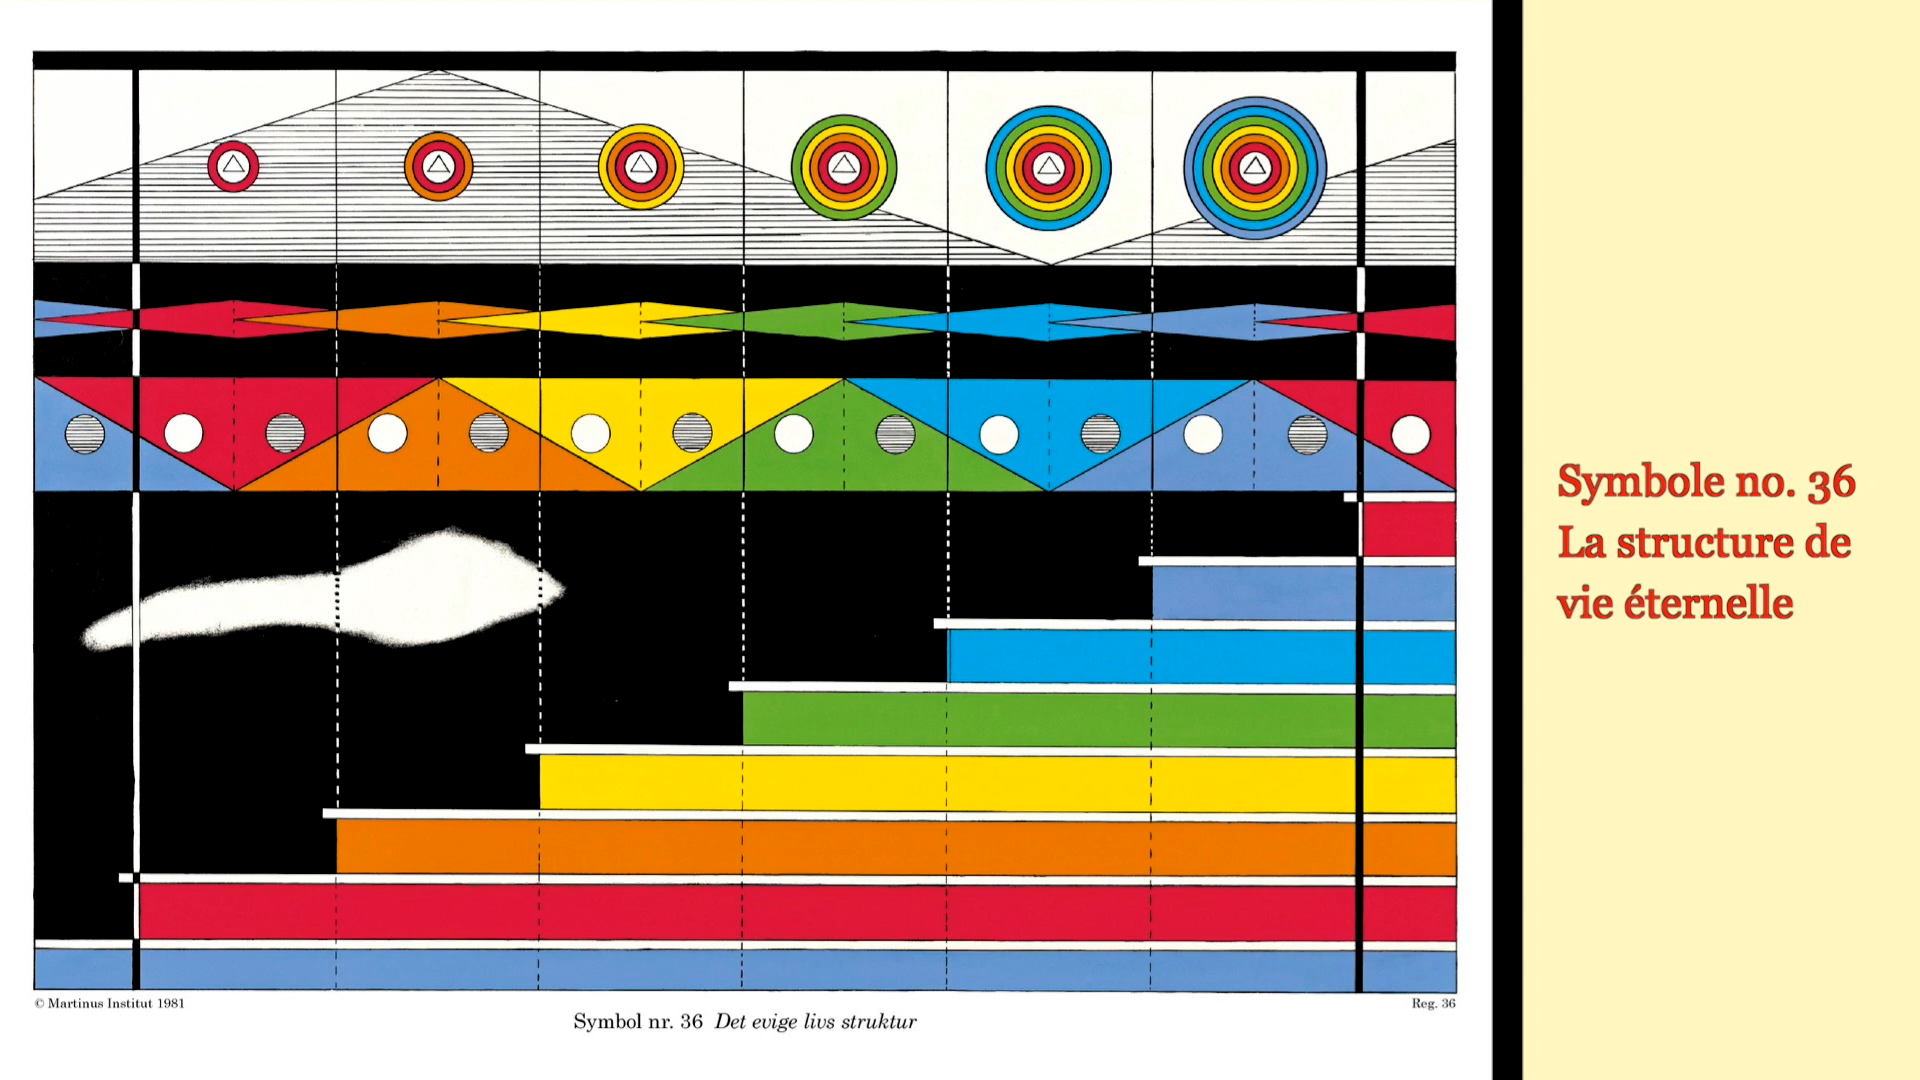 Symbole no. 36
La structure de
vie éternelle
© Martinus Institut 1981
Reg. 36
Symbol nr. 36 Det evige livs struktur